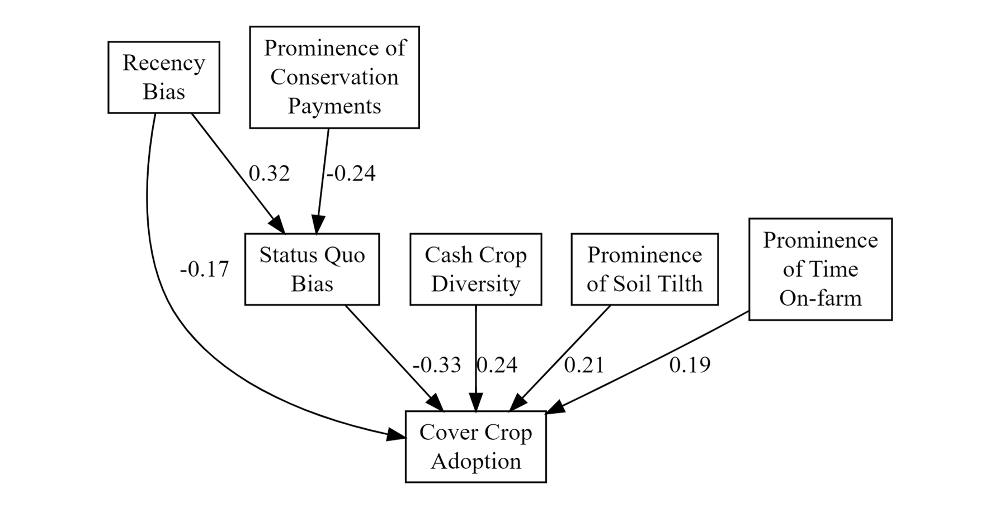 Recency
Bias
Prominence of
Conservation
Payments
0.32
-0.24
-0.17
Status Quo
Bias
Cash Crop
Diversity
Prominence
of Soil Tilth
Prominence
of Time
On-farm
-0.33
0.24
0.21
0.19
Cover Crop
Adoption